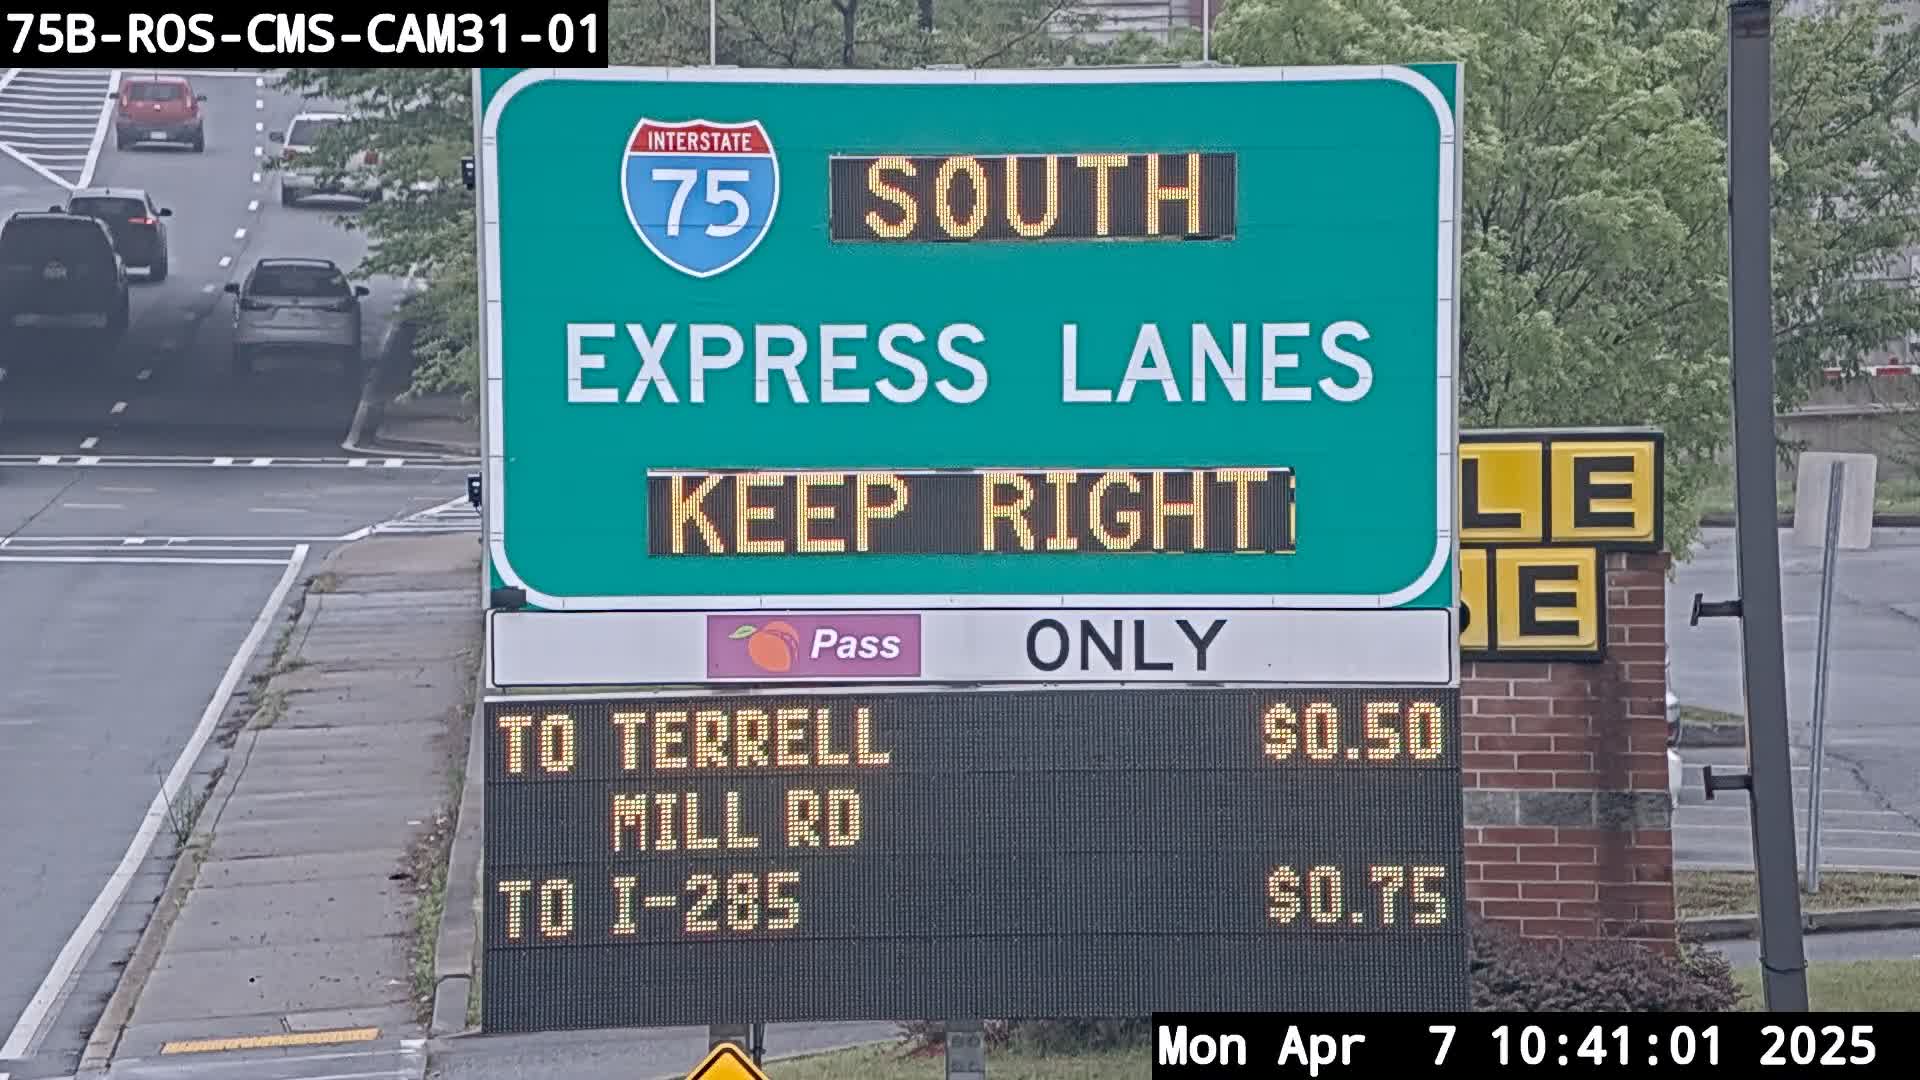 75B-ROS-CMS-CAM31-01
INTERSTATE
75
SOUTH
EXPRESS LANES
KEEP RIGHT
Pass ONLY
TO TERRELL $0.50
MILL RD
TO I-285 $0.75
LE
E
Mon Apr 7 10:41:01 2025